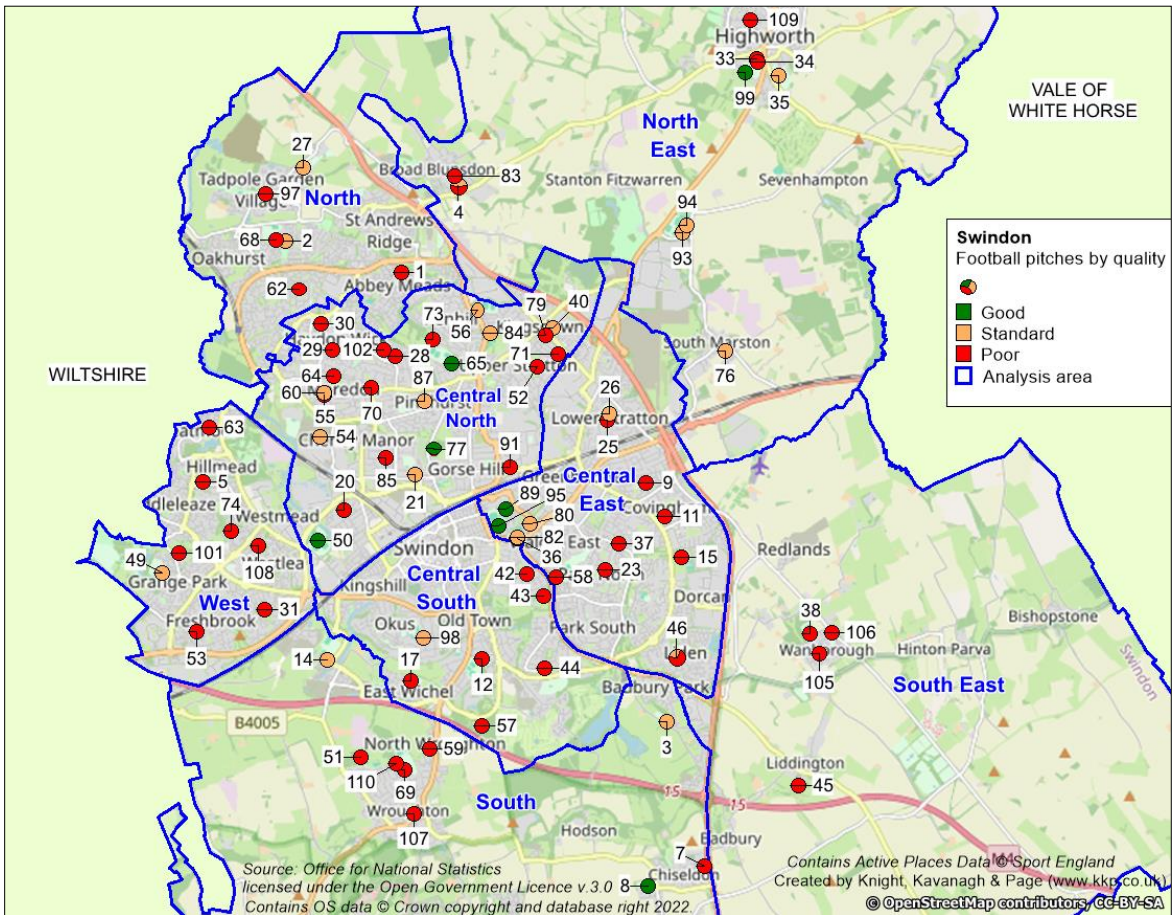 109
Highworth
33
34
99
35
VALE OF
WHITE HORSE
North
East
27
Tadpole Garden
Village
97
North
Broad Blunsdon
83
4
Stanton Fitzwarren
Sevenhampton
St Andrews
Ridge
94
93
68
2
Oakhurst
1
Abbey Meads
62
Swindon
Football pitches by quality
Good
Standard
Poor
Analysis area
30
73
56
84
79
40
29
102
28
65
71
52
South Marston
76
WILTSHIRE
64
60
55
70
87
Central
North
26
Lower Stratton
25
63
54
Manor
77
85
21
Gorse Hill
91
Hillmead
5
20
Central
East
9
11
89
95
80
82
36
74
Westmead
50
Swindon
East
37
15
Redlands
101
108
49
Grange Park
Kingshill
Central
South
42
58
23
43
Dorcan
West
31
Freshbrook
53
Okus
Old Town
98
Park South
38
106
Wanborough
105
Hinton Parva
Bishopstone
46
14
17
12
44
East Wichel
Badbury Park
South East
Swindon
B4005
57
3
51
59
110
69
15
15
Liddington
45
South
Wroughton
107
Hodson
Badbury
7
Chiseldon
8
M4
Source: Office for National Statistics
licensed under the Open Government Licence v.3.0
Contains OS data © Crown copyright and database right 2022.
Contains Active Places Data © Sport England
Created by Knight, Kavanagh & Page (www.kkp.co.uk)
© OpenStreetMap contributors, CC-BY-SA